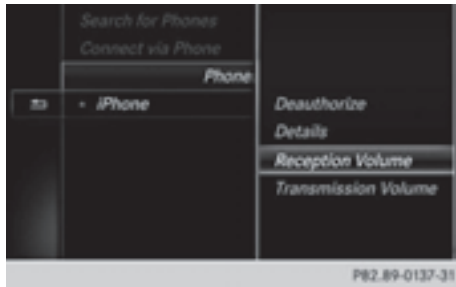 Search for Phones
Connect via Phone
Phone
• iPhone
Deauthorize
Details
Reception Volume
Transmission Volume
P82.89-0137-31